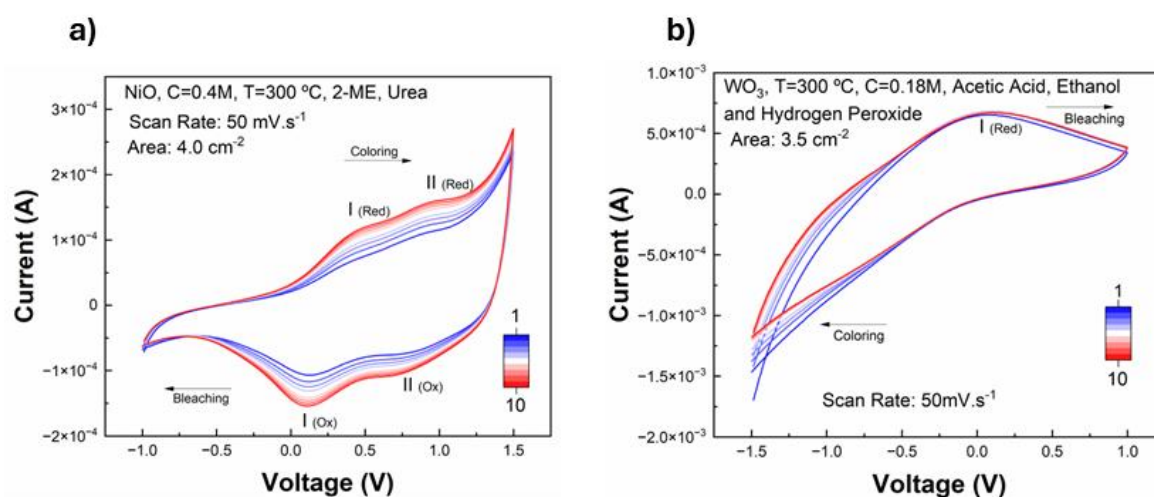 a)
NiO, C=0.4M, T=300 ºC, 2-ME, Urea
Scan Rate: 50 mV.s⁻¹
Area: 4.0 cm⁻²
Coloring
II (Red)
I (Red)
Bleaching
I (Ox)
II (Ox)
1
10
3×10⁻⁴
2×10⁻⁴
1×10⁻⁴
0
−1×10⁻⁴
−2×10⁻⁴
Current (A)
−1.0 −0.5 0.0 0.5 1.0 1.5
Voltage (V)
b)
WO₃, T=300 ºC, C=0.18M, Acetic Acid, Ethanol
and Hydrogen Peroxide
Area: 3.5 cm⁻²
Bleaching
I (Red)
Coloring
1
10
Scan Rate: 50mV.s⁻¹
1.0×10⁻³
5.0×10⁻⁴
0.0
−5.0×10⁻⁴
−1.0×10⁻³
−1.5×10⁻³
−2.0×10⁻³
Current (A)
−1.5 −1.0 −0.5 0.0 0.5 1.0
Voltage (V)